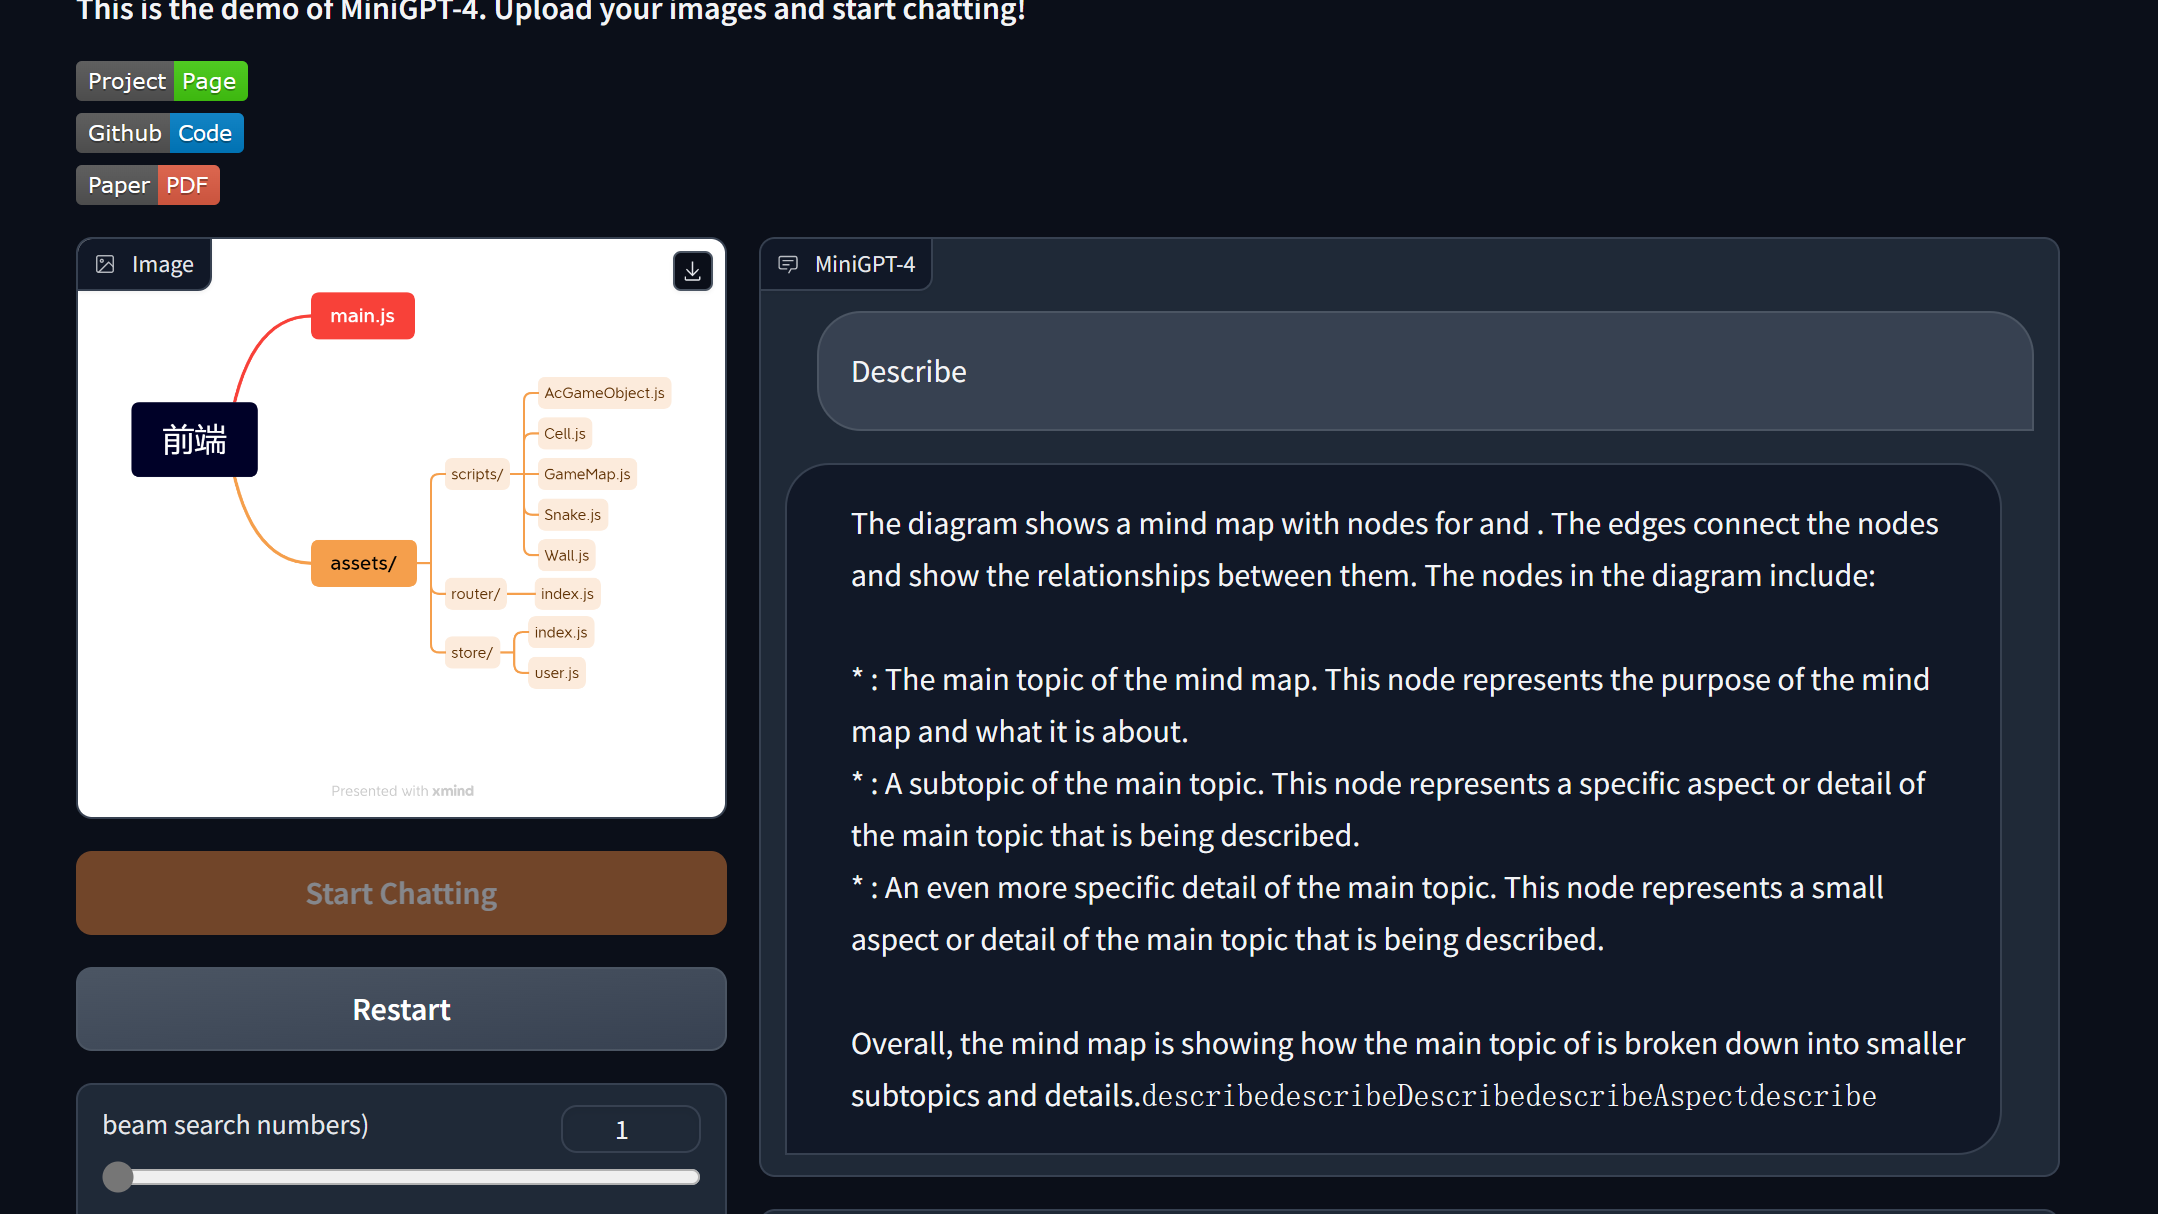 This is the demo of MiniGPT-4. Upload your images and start chatting!
Project Page
Github Code
Paper PDF
Image
main.js
前端
AcGameObject.js
Cell.js
scripts/
GameMap.js
Snake.js
Wall.js
assets/
router/
index.js
store/
index.js
user.js
Presented with xmind
Start Chatting
Restart
beam search numbers)
1
MiniGPT-4
Describe
The diagram shows a mind map with nodes for and . The edges connect the nodes
and show the relationships between them. The nodes in the diagram include:
* : The main topic of the mind map. This node represents the purpose of the mind
map and what it is about.
* : A subtopic of the main topic. This node represents a specific aspect or detail of
the main topic that is being described.
* : An even more specific detail of the main topic. This node represents a small
aspect or detail of the main topic that is being described.
Overall, the mind map is showing how the main topic of is broken down into smaller
subtopics and details.describedescribeDescribedescribeAspectdescribe